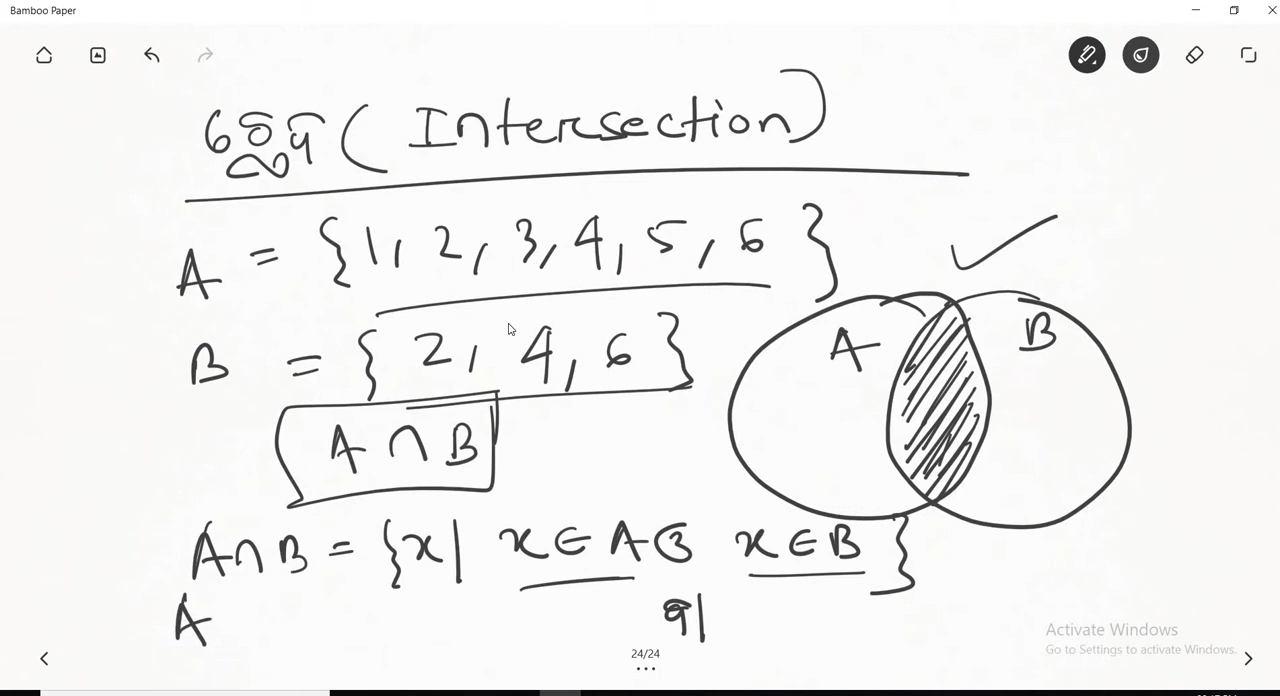 Bamboo Paper
ଛେଦ (Intersection)
A = {1, 2, 3, 4, 5, 6}
B = {2, 4, 6}
A B
A ∩ B
A ∩ B = {x| x ∈ A ଓ x ∈ B}
A
24/24
Activate Windows
Go to Settings to activate Windows.